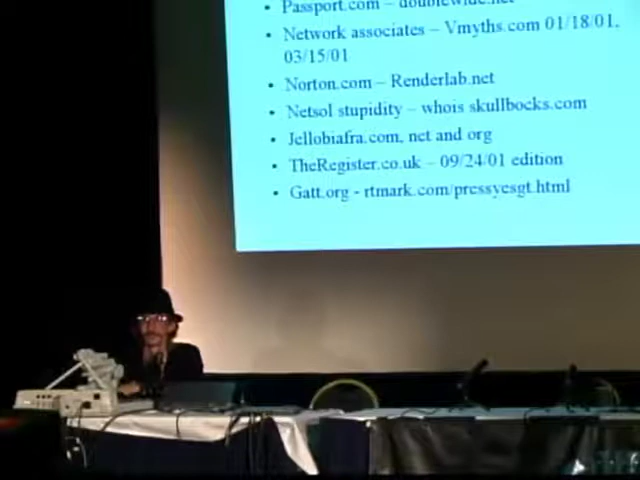 • Passport.com – doublewide.net
• Network associates – Vmyths.com 01/18/01,
03/15/01
• Norton.com – Renderlab.net
• Netsol stupidity – whois skullbocks.com
• Jellobiafra.com, net and org
• TheRegister.co.uk – 09/24/01 edition
• Gatt.org - rtmark.com/pressyesgt.html